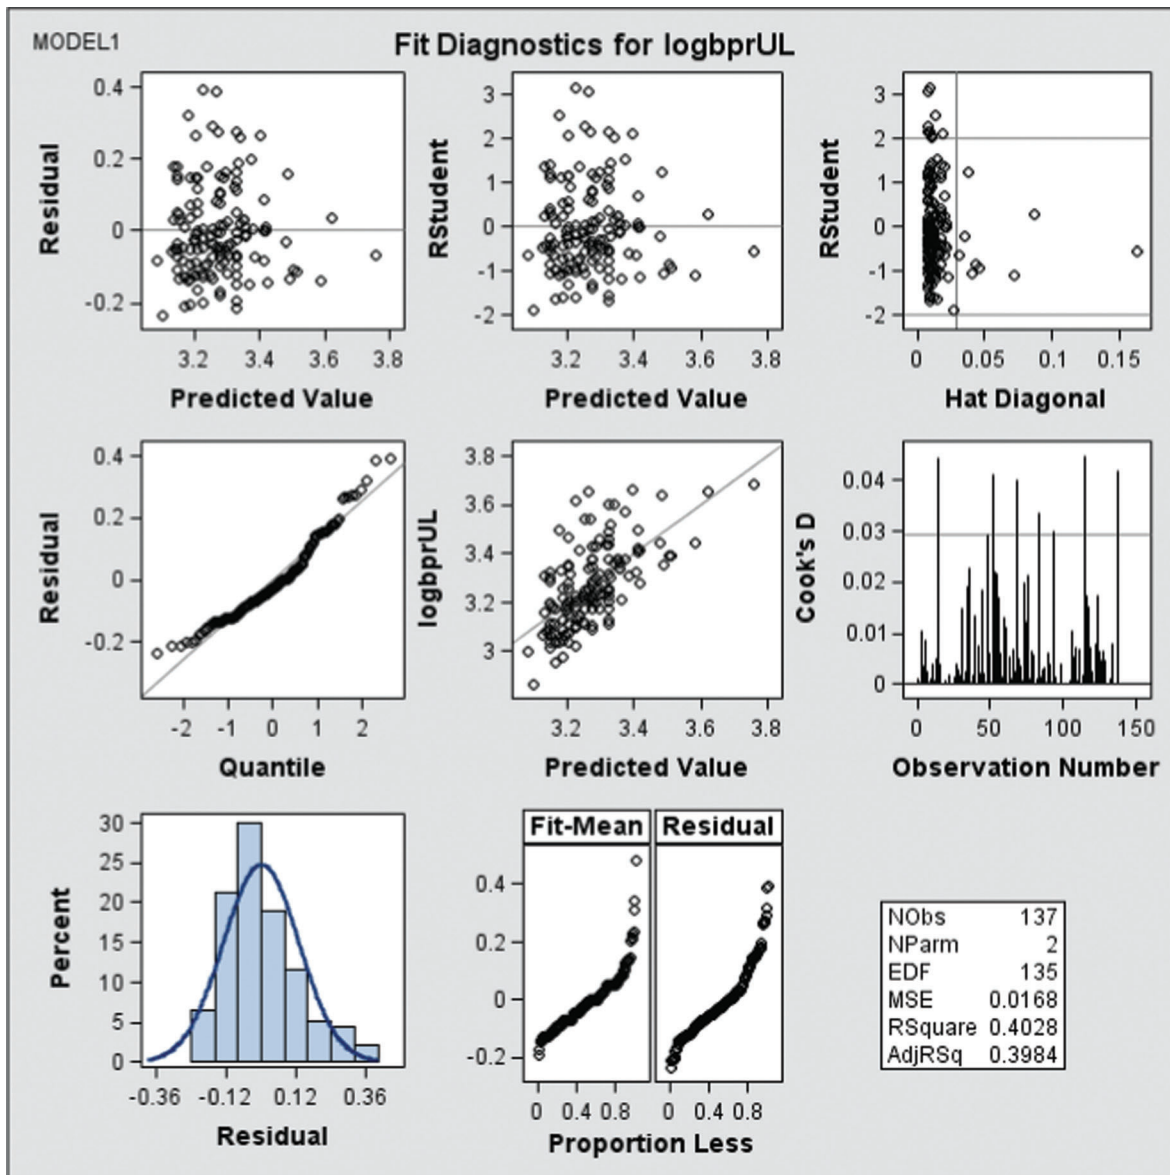 MODEL1
Fit Diagnostics for logbprUL
Residual
0.4
0.2
0
-0.2
3.2 3.4 3.6 3.8
Predicted Value
RStudent
3
2
1
0
-1
-2
3.2 3.4 3.6 3.8
Predicted Value
RStudent
3
2
1
0
-1
-2
0 0.05 0.1 0.15
Hat Diagonal
Residual
0.4
0.2
0
-0.2
-2 -1 0 1 2
Quantile
logbprUL
3.8
3.6
3.4
3.2
3
3.2 3.4 3.6 3.8
Predicted Value
Cook's D
0.04
0.03
0.02
0.01
0
0 50 100 150
Observation Number
Percent
30
25
20
15
10
5
0
-0.36 -0.12 0.12 0.36
Residual
Fit-Mean Residual
0.4
0.2
0
-0.2
0 0.4 0.8 0 0.4 0.8
Proportion Less
NObs 137
NParm 2
EDF 135
MSE 0.0168
RSquare 0.4028
AdjRSq 0.3984